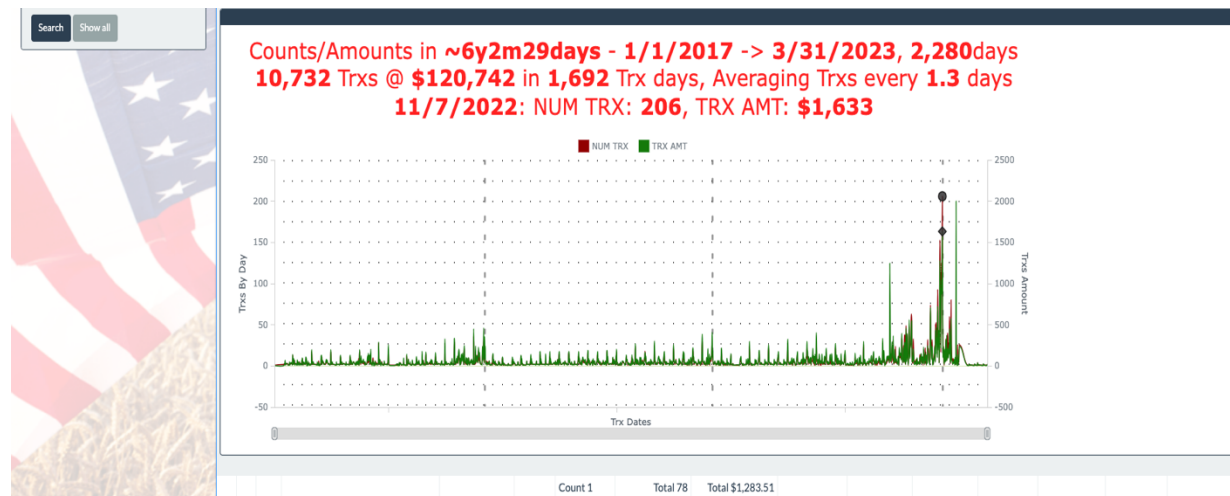 Search Show all
Counts/Amounts in ~6y2m29days - 1/1/2017 -> 3/31/2023, 2,280days
10,732 Trxs @ $120,742 in 1,692 Trx days, Averaging Trxs every 1.3 days
11/7/2022: NUM TRX: 206, TRX AMT: $1,633
NUM TRX TRX AMT
250 2500
200 2000
150 1500
100 1000
50 500
0 0
-50 -500
Trxs By Day
Trxs Amount
Trx Dates
Count 1 Total 78 Total $1,283.51